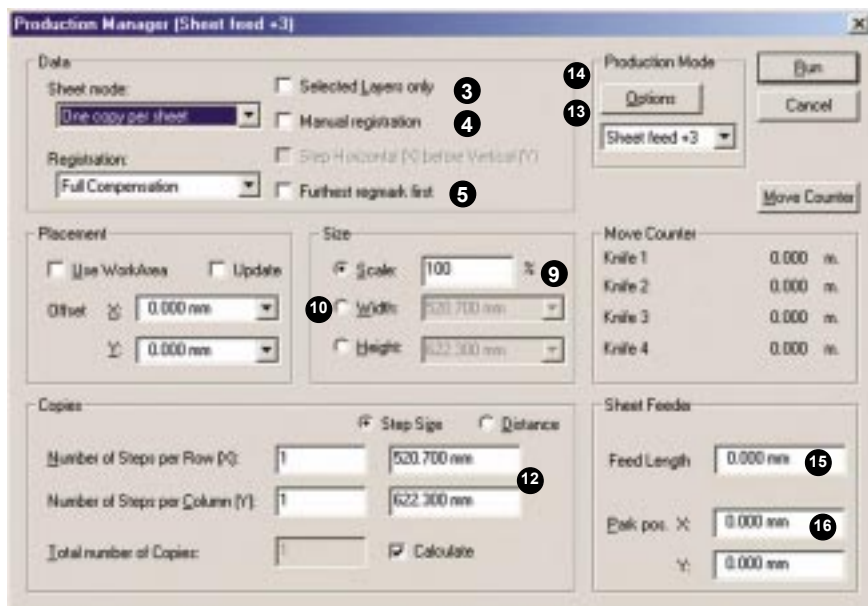 Production Manager (Sheet feed +3)
Data
Sheet mode:
One copy per sheet
Registration:
Full Compensation
Selected Layers only 3
Manual registration 4
Step Horizontal (X) before Vertical (Y)
Furthest regmark first 5
Production Mode
14
Options
13
Sheet feed +3
Run
Cancel
Move Counter
Placement
Use WorkArea Update
Offset X: 0.000 mm
Y: 0.000 mm
Size
Scale: 100 % 9
10 Width: 520.700 mm
Height: 622.300 mm
Move Counter
Knife 1 0.000 m.
Knife 2 0.000 m.
Knife 3 0.000 m.
Knife 4 0.000 m.
Copies
Step Size Distance
Number of Steps per Row (X): 1 520.700 mm
12
Number of Steps per Column (Y): 1 622.300 mm
Total number of Copies: 1 Calculate
Sheet Feeder
Feed Length 0.000 mm 15
Park pos. X: 0.000 mm 16
Y: 0.000 mm